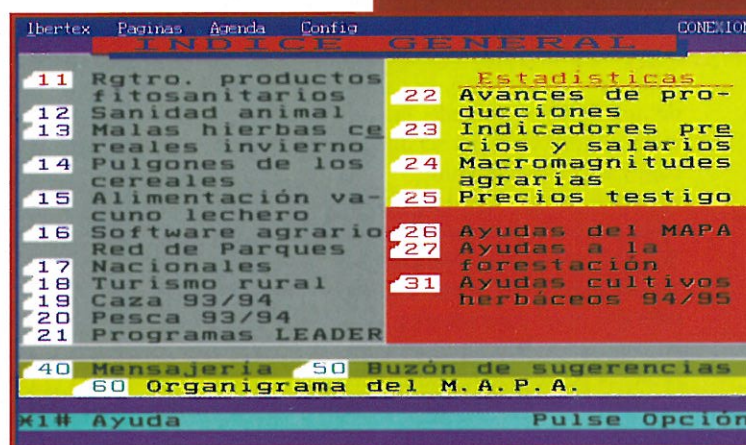 Ibertex Paginas Agenda Config CONEXION
INDICE GENERAL
11 Rgtro. productos
fitosanitarios
12 Sanidad animal
13 Malas hierbas ce
reales invierno
14 Pulgones de los
cereales
15 Alimentación va-
cuno lechero
16 Software agrario
Red de Parques
17 Nacionales
18 Turismo rural
19 Caza 93/94
20 Pesca 93/94
21 Programas LEADER
Estadísticas
22 Avances de pro-
ducciones
23 Indicadores pre
cios y salarios
24 Macromagnitudes
agrarias
25 Precios testigo
26 Ayudas del MAPA
27 Ayudas a la
forestación
31 Ayudas cultivos
herbáceos 94/95
40 Mensajería 50 Buzón de sugerencias
60 Organigrama del M.A.P.A.
*1# Ayuda Pulse Opción